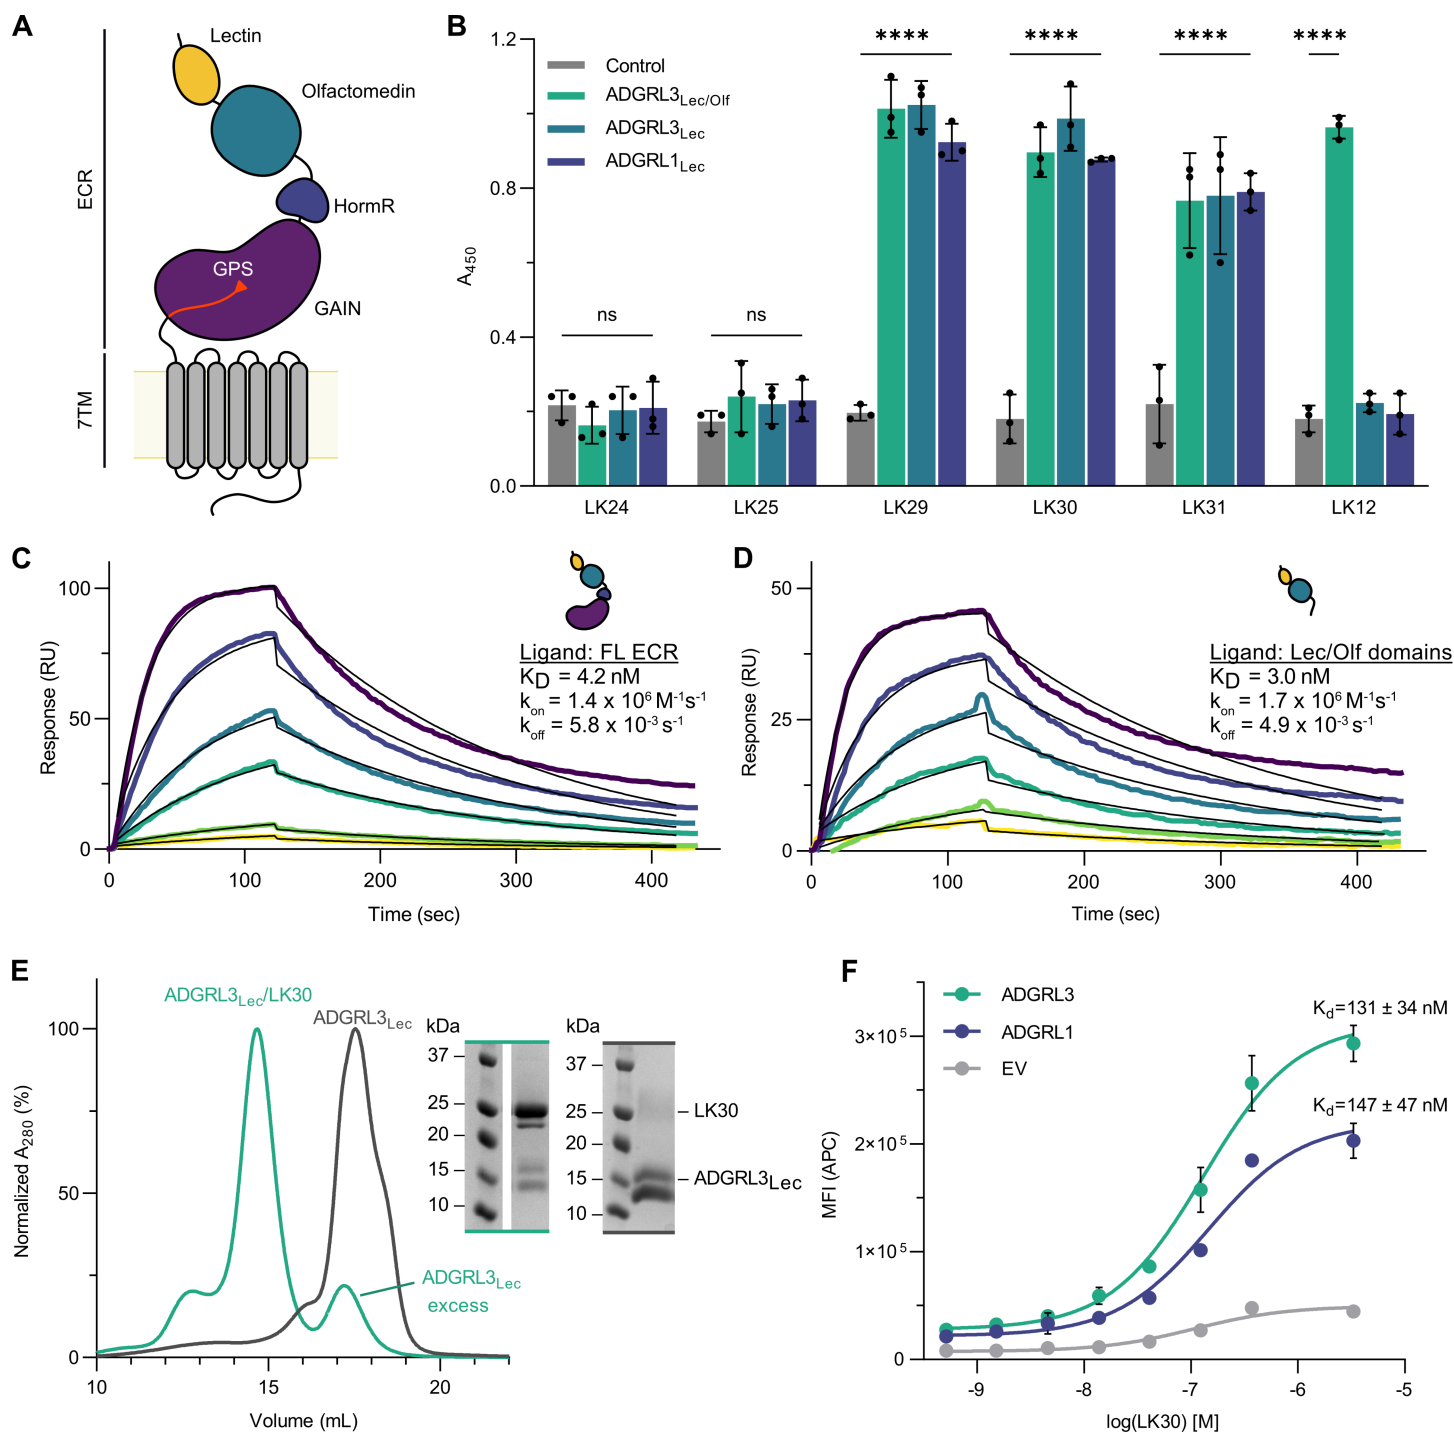 A
Lectin
Olfactomedin
HormR
GPS
GAIN
ECR
7TM
B
1.2
0.8
0.4
0.0
A450
Control
ADGRL3Lec/Olf
ADGRL3Lec
ADGRL1Lec
ns
ns
****
****
****
****
LK24
LK25
LK29
LK30
LK31
LK12
C
100
50
0
Response (RU)
0
100
200
300
400
Time (sec)
Ligand: FL ECR
KD = 4.2 nM
kon = 1.4 x 10⁶ M⁻¹s⁻¹
koff = 5.8 x 10⁻³ s⁻¹
D
50
25
0
Response (RU)
0
100
200
300
400
Time (sec)
Ligand: Lec/Olf domains
KD = 3.0 nM
kon = 1.7 x 10⁶ M⁻¹s⁻¹
koff = 4.9 x 10⁻³ s⁻¹
E
ADGRL3Lec/LK30
ADGRL3Lec
100
50
0
Normalized A280 (%)
10
15
20
Volume (mL)
ADGRL3Lec
excess
kDa
37
25
20
15
10
kDa
37
25
20
15
10
LK30
ADGRL3Lec
F
ADGRL3
ADGRL1
EV
Kd=131 ± 34 nM
Kd=147 ± 47 nM
3×10⁵
2×10⁵
1×10⁵
0
MFI (APC)
-9
-8
-7
-6
-5
log(LK30) [M]